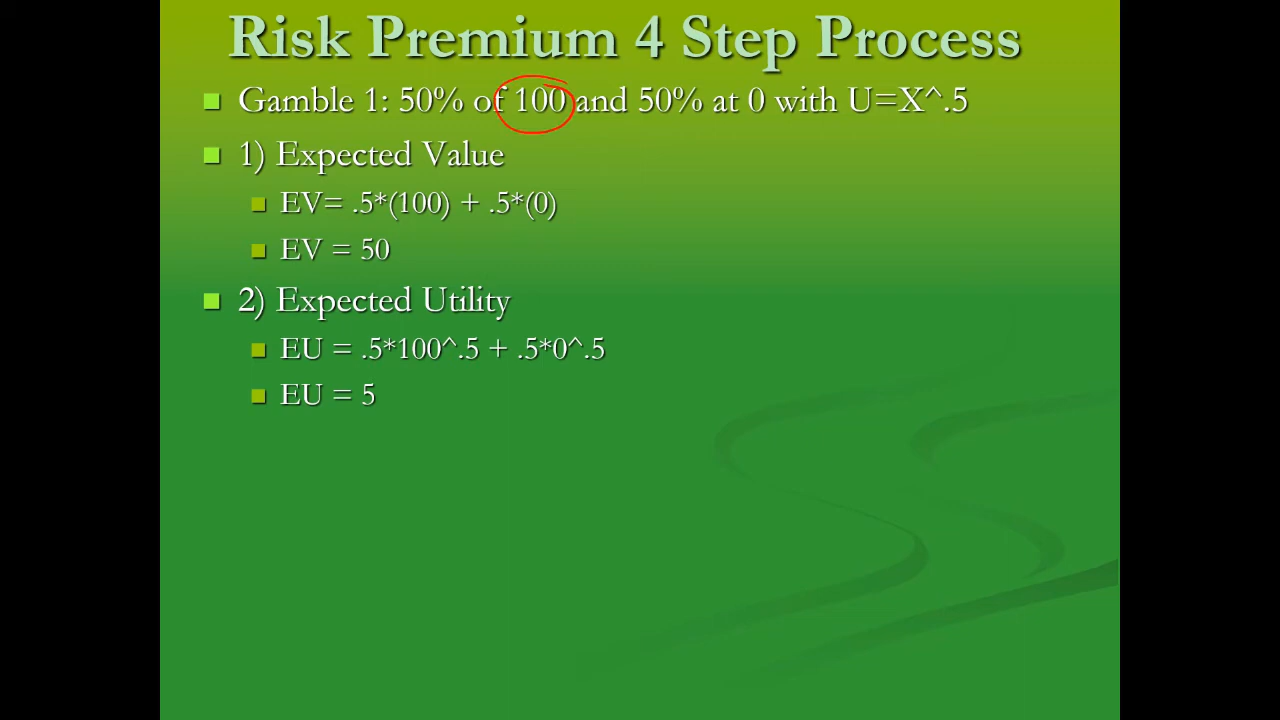 Risk Premium 4 Step Process
Gamble 1: 50% of 100 and 50% at 0 with U=X^.5
1) Expected Value
EV= .5*(100) + .5*(0)
EV = 50
2) Expected Utility
EU = .5*100^.5 + .5*0^.5
EU = 5